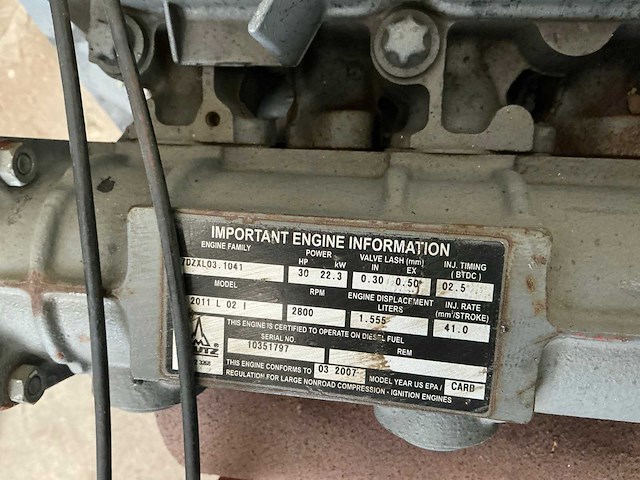 IMPORTANT ENGINE INFORMATION
ENGINE FAMILY
POWER
HP kW
VALVE LASH (mm)
IN EX
INJ. TIMING
(BTDC)
7DZXL03.1041
30 22.3
0.30 0.50
02.5
MODEL
RPM
ENGINE DISPLACEMENT
LITERS
INJ. RATE
(mm³/STROKE)
2011 L 02 I
2800
1.555
41.0
THIS ENGINE IS CERTIFIED TO OPERATE ON DIESEL FUEL
SERIAL NO.
REM
10351797
THIS ENGINE CONFORMS TO 03 2007 MODEL YEAR US EPA / CARB
REGULATION FOR LARGE NONROAD COMPRESSION - IGNITION ENGINES